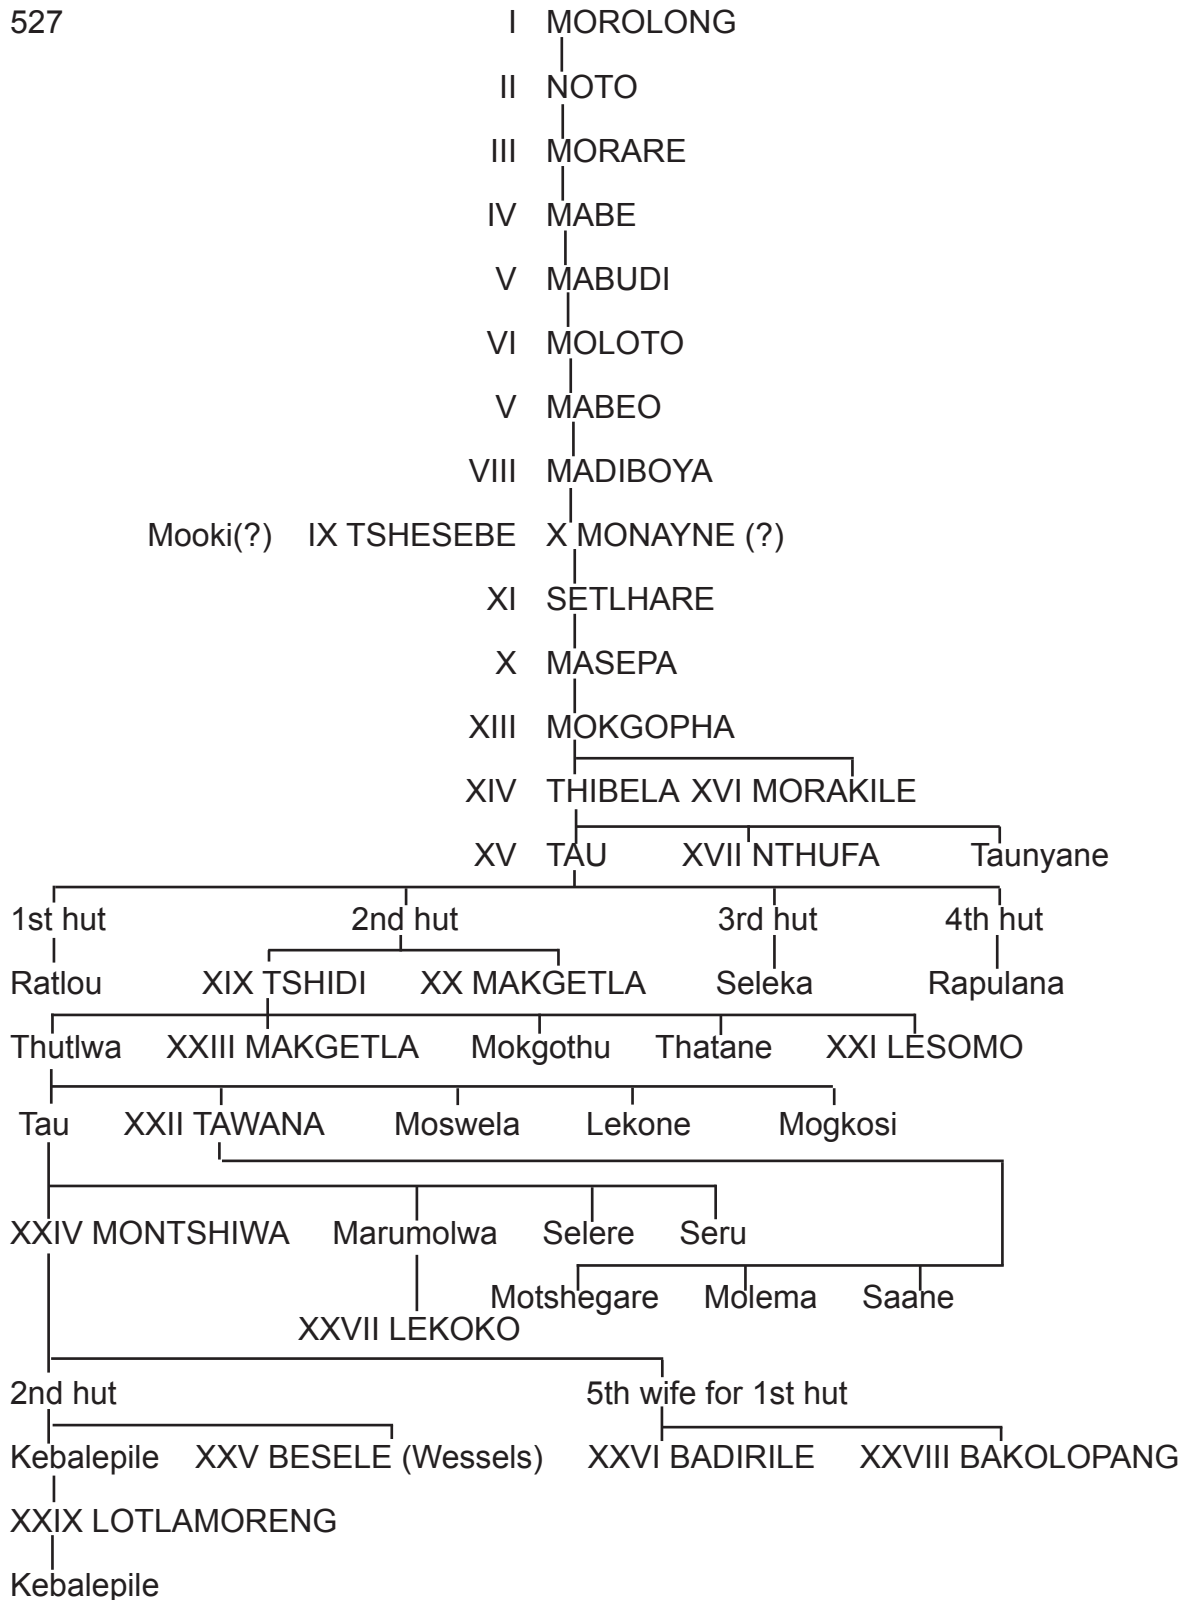 527 I MOROLONG
II NOTO
III MORARE
IV MABE
V MABUDI
VI MOLOTO
V MABEO
VIII MADIBOYA
Mooki(?) IX TSHESEBE X MONAYNE (?)
XI SETLHARE
X MASEPA
XIII MOKGOPHA
XIV THIBELA XVI MORAKILE
XV TAU XVII NTHUFA Taunyane
1st hut 2nd hut 3rd hut 4th hut
Ratlou XIX TSHIDI XX MAKGETLA Seleka Rapulana
Thutlwa XXIII MAKGETLA Mokgothu Thatane XXI LESOMO
Tau XXII TAWANA Moswela Lekone Mogkosi
XXIV MONTSHIWA Marumolwa Selere Seru
Motshegare Molema Saane
XXVII LEKOKO
2nd hut 5th wife for 1st hut
Kebalepile XXV BESELE (Wessels) XXVI BADIRILE XXVIII BAKOLOPANG
XXIX LOTLAMORENG
Kebalepile